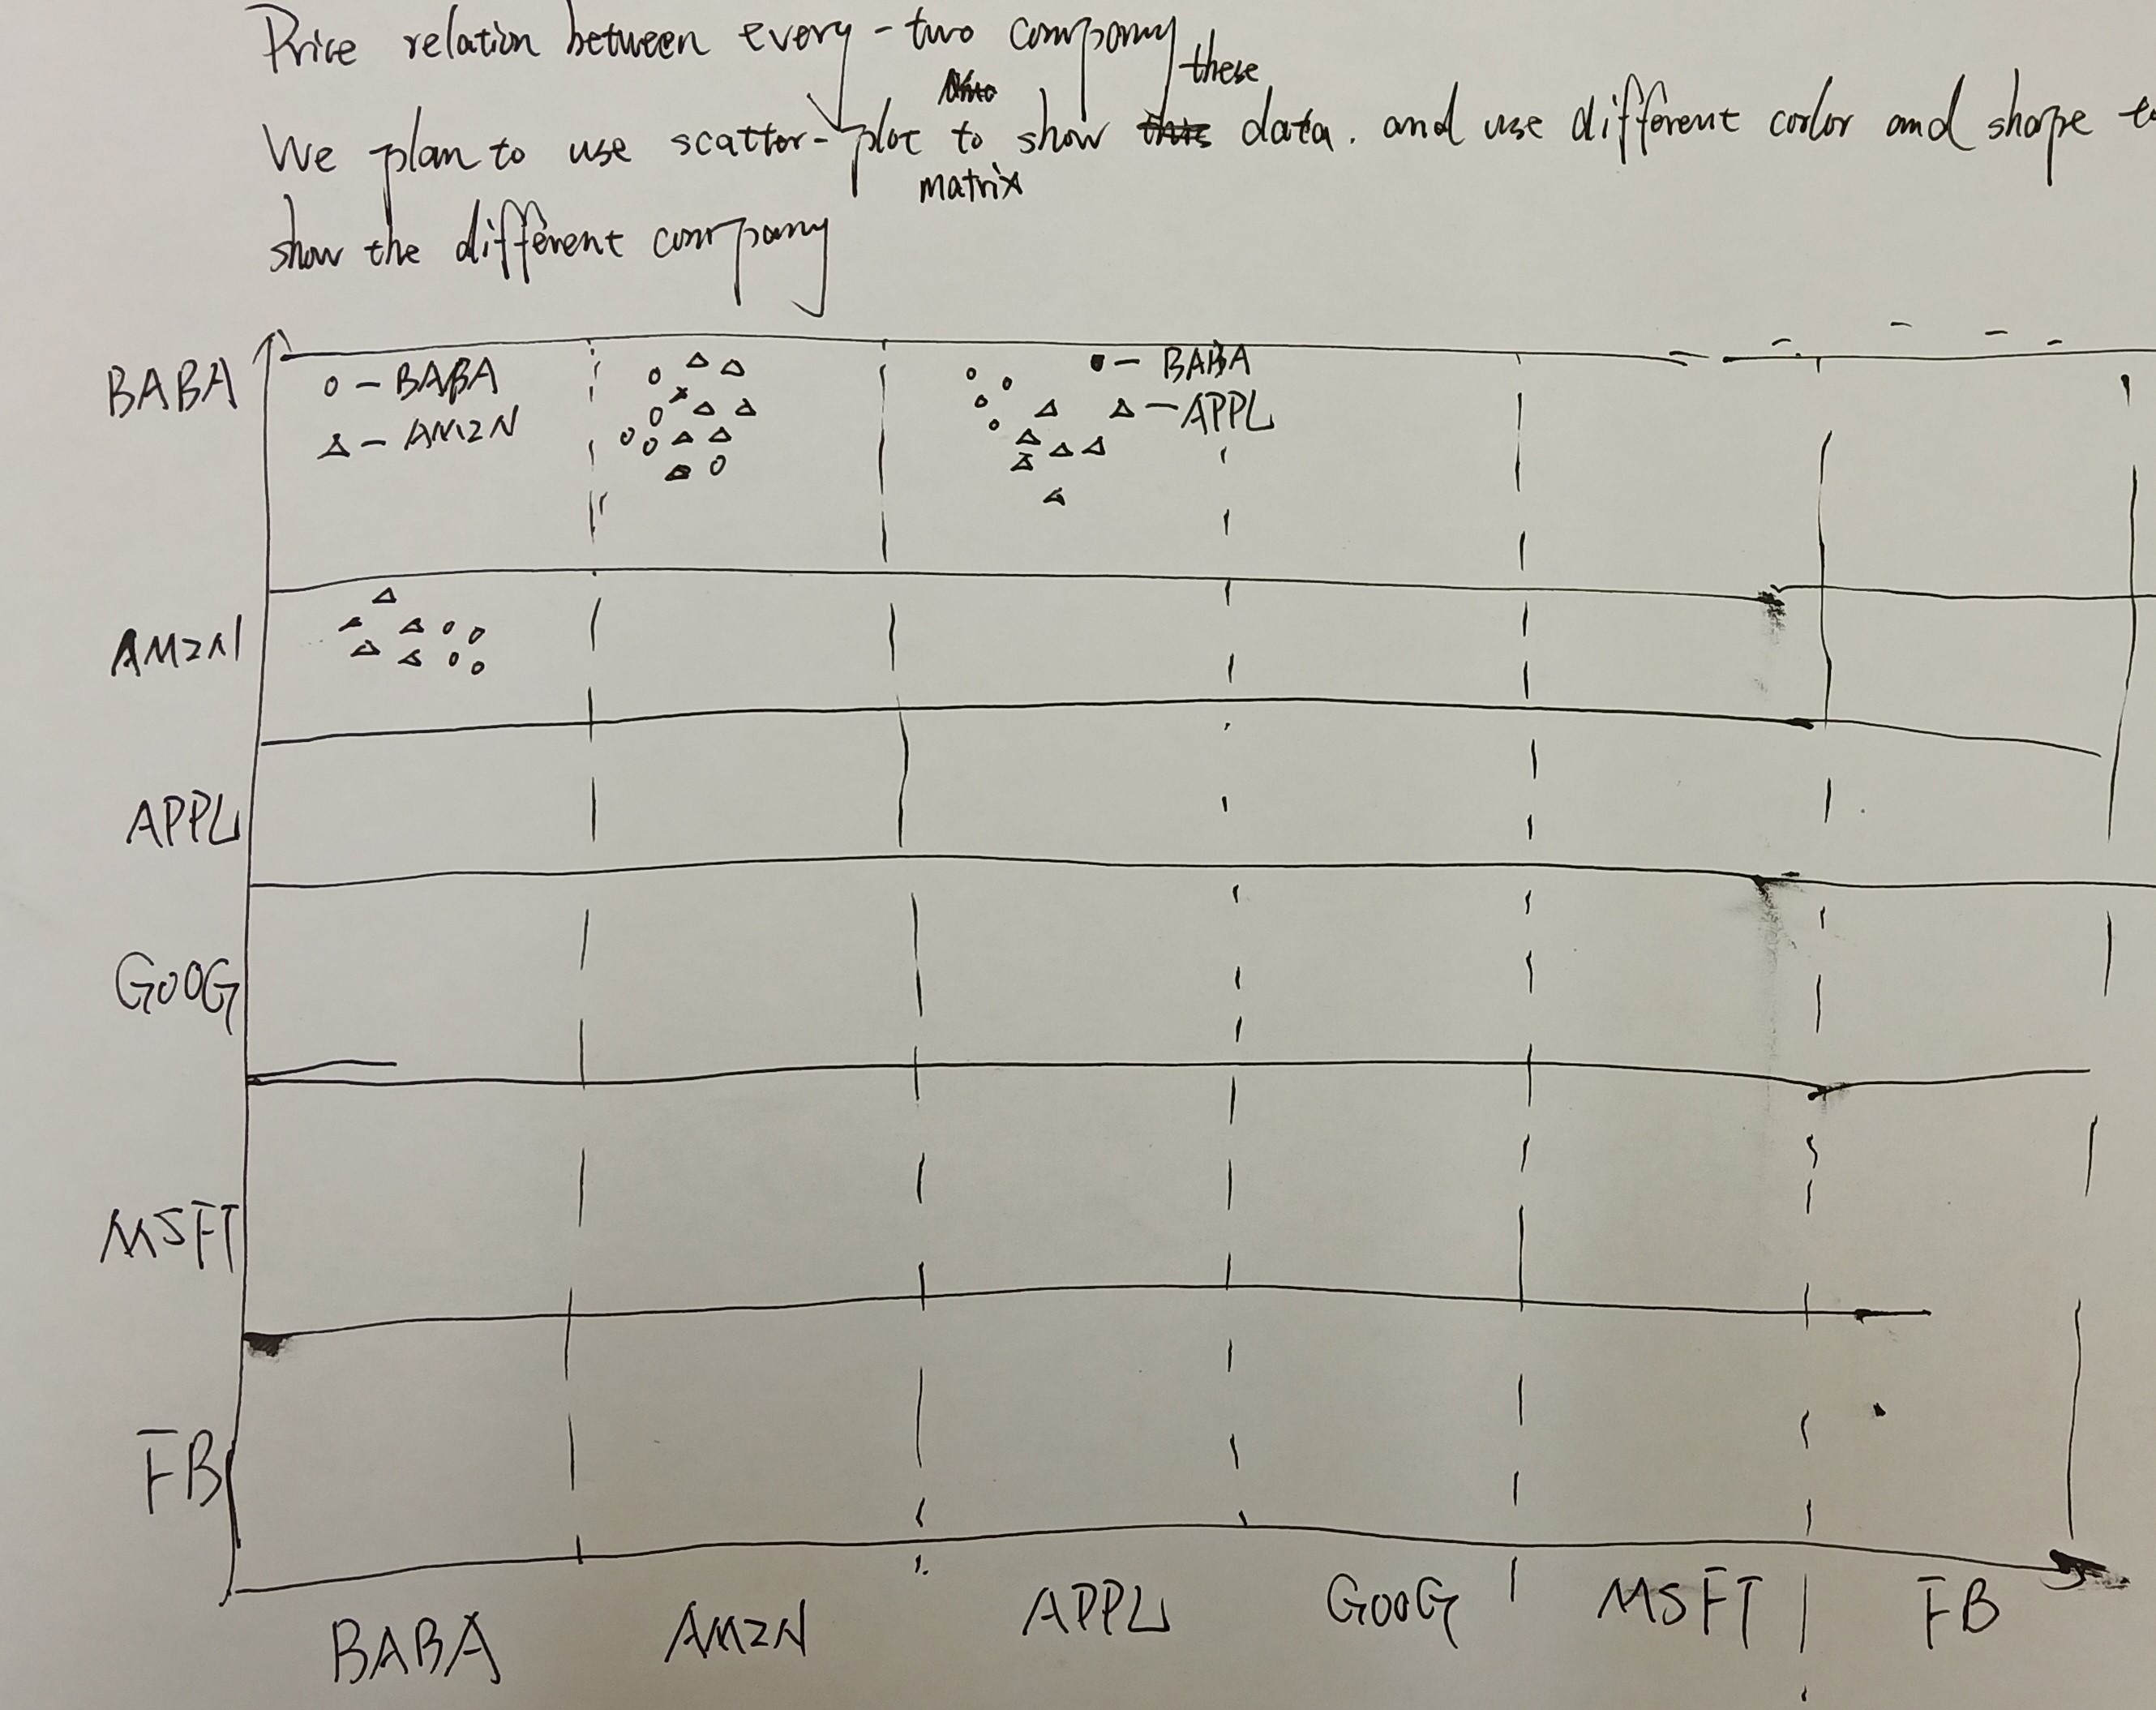 Price relation between every-two company
these
We plan to use scatter-plot to show this data. and use different color and shape to
matrix
show the different company
BABA
o - BABA
△ - AMZN
• - BABA
△ - APPL
AMZN
APPL
GOOG
MSFT
FB
BABA AMZN APPL GOOG MSFT FB